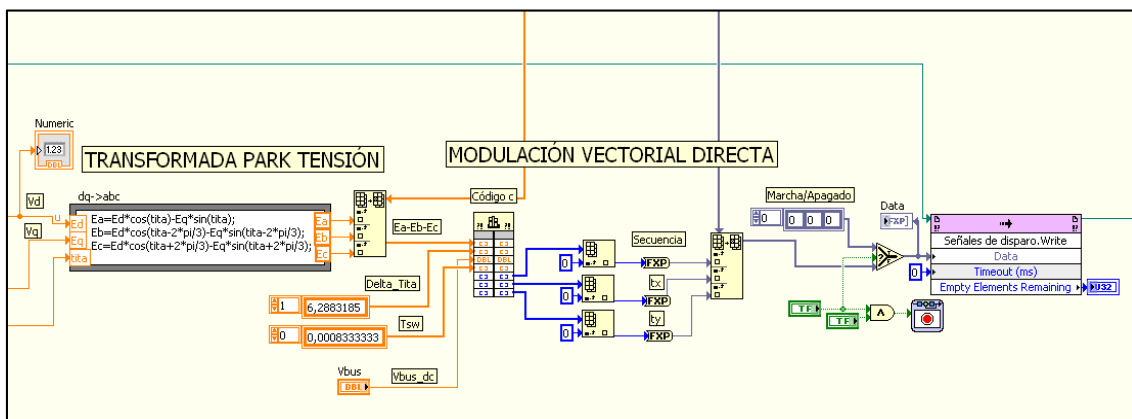 Numeric
1.23
DBL
TRANSFORMADA PARK TENSIÓN
MODULACIÓN VECTORIAL DIRECTA
Vd
Vq
dq->abc
u
Ed
Eq
tita
Ea=Ed*cos(tita)-Eq*sin(tita);
Eb=Ed*cos(tita-2*pi/3)-Eq*sin(tita-2*pi/3);
Ec=Ed*cos(tita+2*pi/3)-Eq*sin(tita+2*pi/3);
Ea
Eb
Ec
Ea-Eb-Ec
Código c
DBL
Delta_Tita
1
6,2883185
Tsw
0
0,0008333333
Vbus
DBL
Vbus_dc
0
0
0
Secuencia
FXP
tx
FXP
ty
FXP
Marcha/Apagado
0
0 0 0
Data
FXP
TF
TF
Señales de disparo.Write
Data
0
Timeout (ms)
Empty Elements Remaining
U32